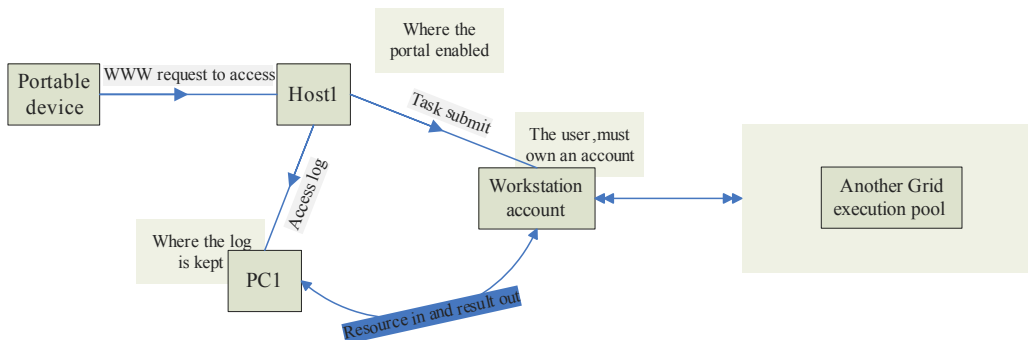 Where the
portal enabled
Portable
device
WWW request to access
Host1
Task submit
The user ,must
own an account
Access log
Workstation
account
Another Grid
execution pool
Where the log
is kept
PC1
Resource in and result out